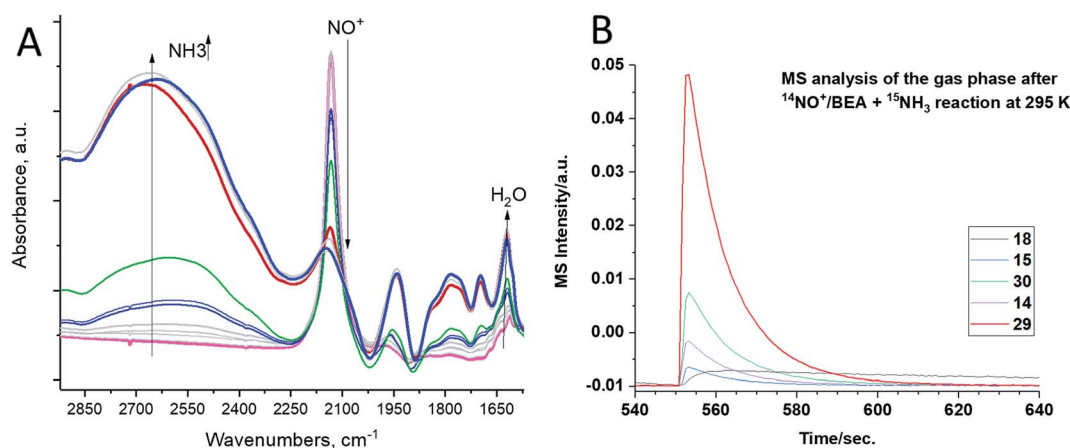 A
NH3
NO⁺
H₂O
Absorbance, a.u.
2850 2700 2550 2400 2250 2100 1950 1800 1650
Wavenumbers, cm⁻¹
B
MS analysis of the gas phase after
¹⁴NO⁺/BEA + ¹⁵NH₃ reaction at 295 K
MS Intensity/a.u.
0.05
0.04
0.03
0.02
0.01
0.00
-0.01
18
15
30
14
29
540 560 580 600 620 640
Time/sec.